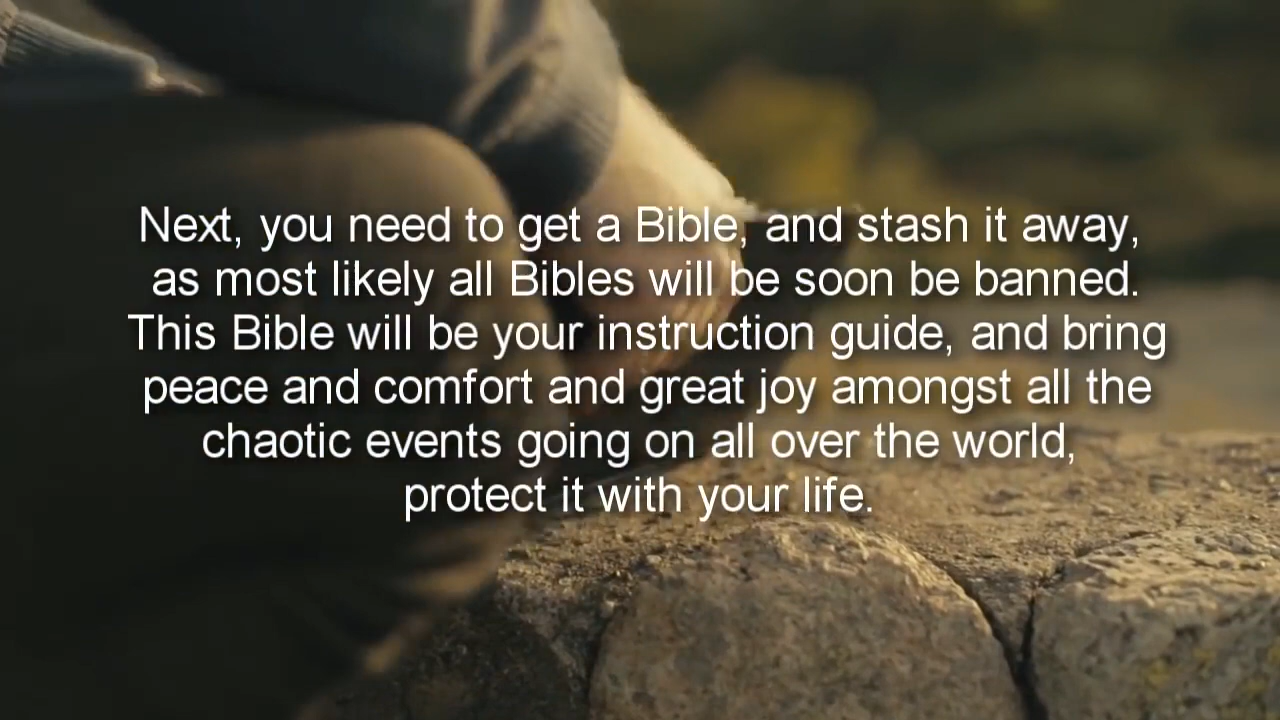 Next, you need to get a Bible, and stash it away,
as most likely all Bibles will be soon be banned.
This Bible will be your instruction guide, and bring
peace and comfort and great joy amongst all the
chaotic events going on all over the world,
protect it with your life.